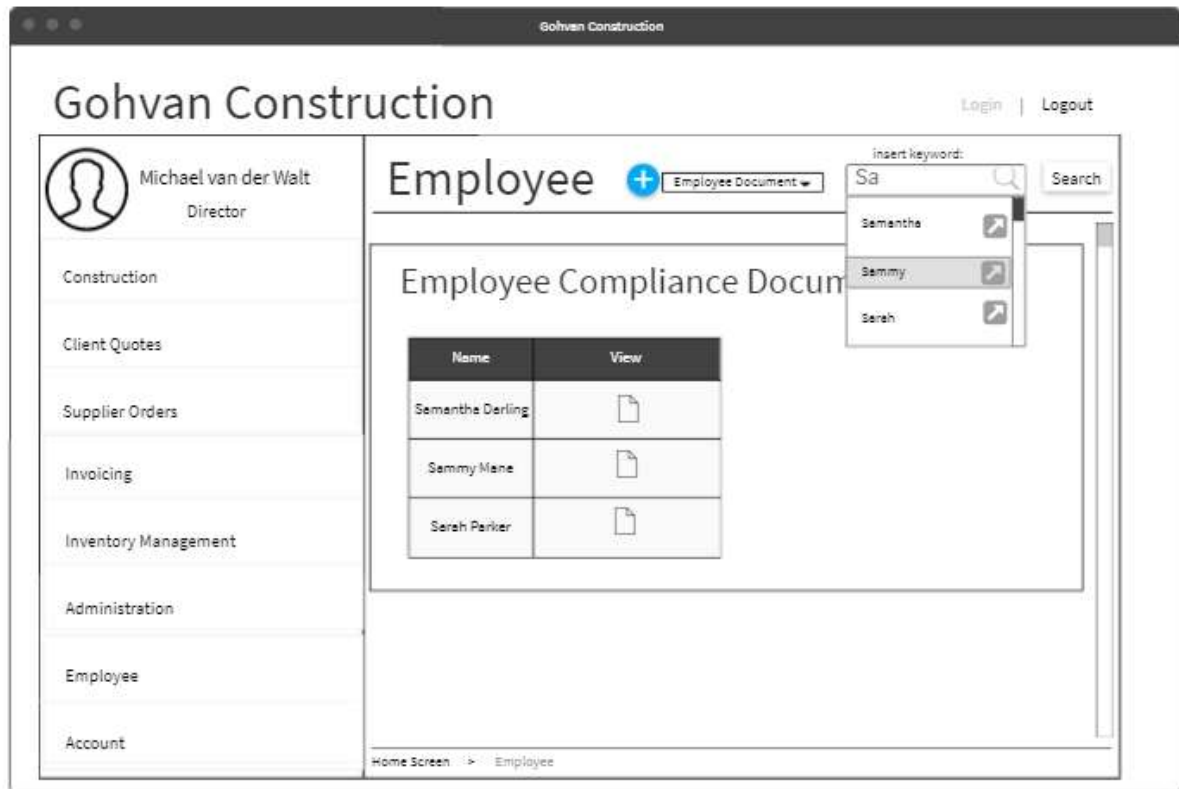 Gohvan Construction
Gohvan Construction
Login | Logout
Michael van der Walt
Director
Construction
Client Quotes
Supplier Orders
Invoicing
Inventory Management
Administration
Employee
Account
Employee
Employee Document
insert keyword:
Sa
Search
Samantha
Sammy
Sarah
Employee Compliance Docum
Name View
Samantha Darling
Sammy Mane
Sarah Parker
Home Screen > Employee